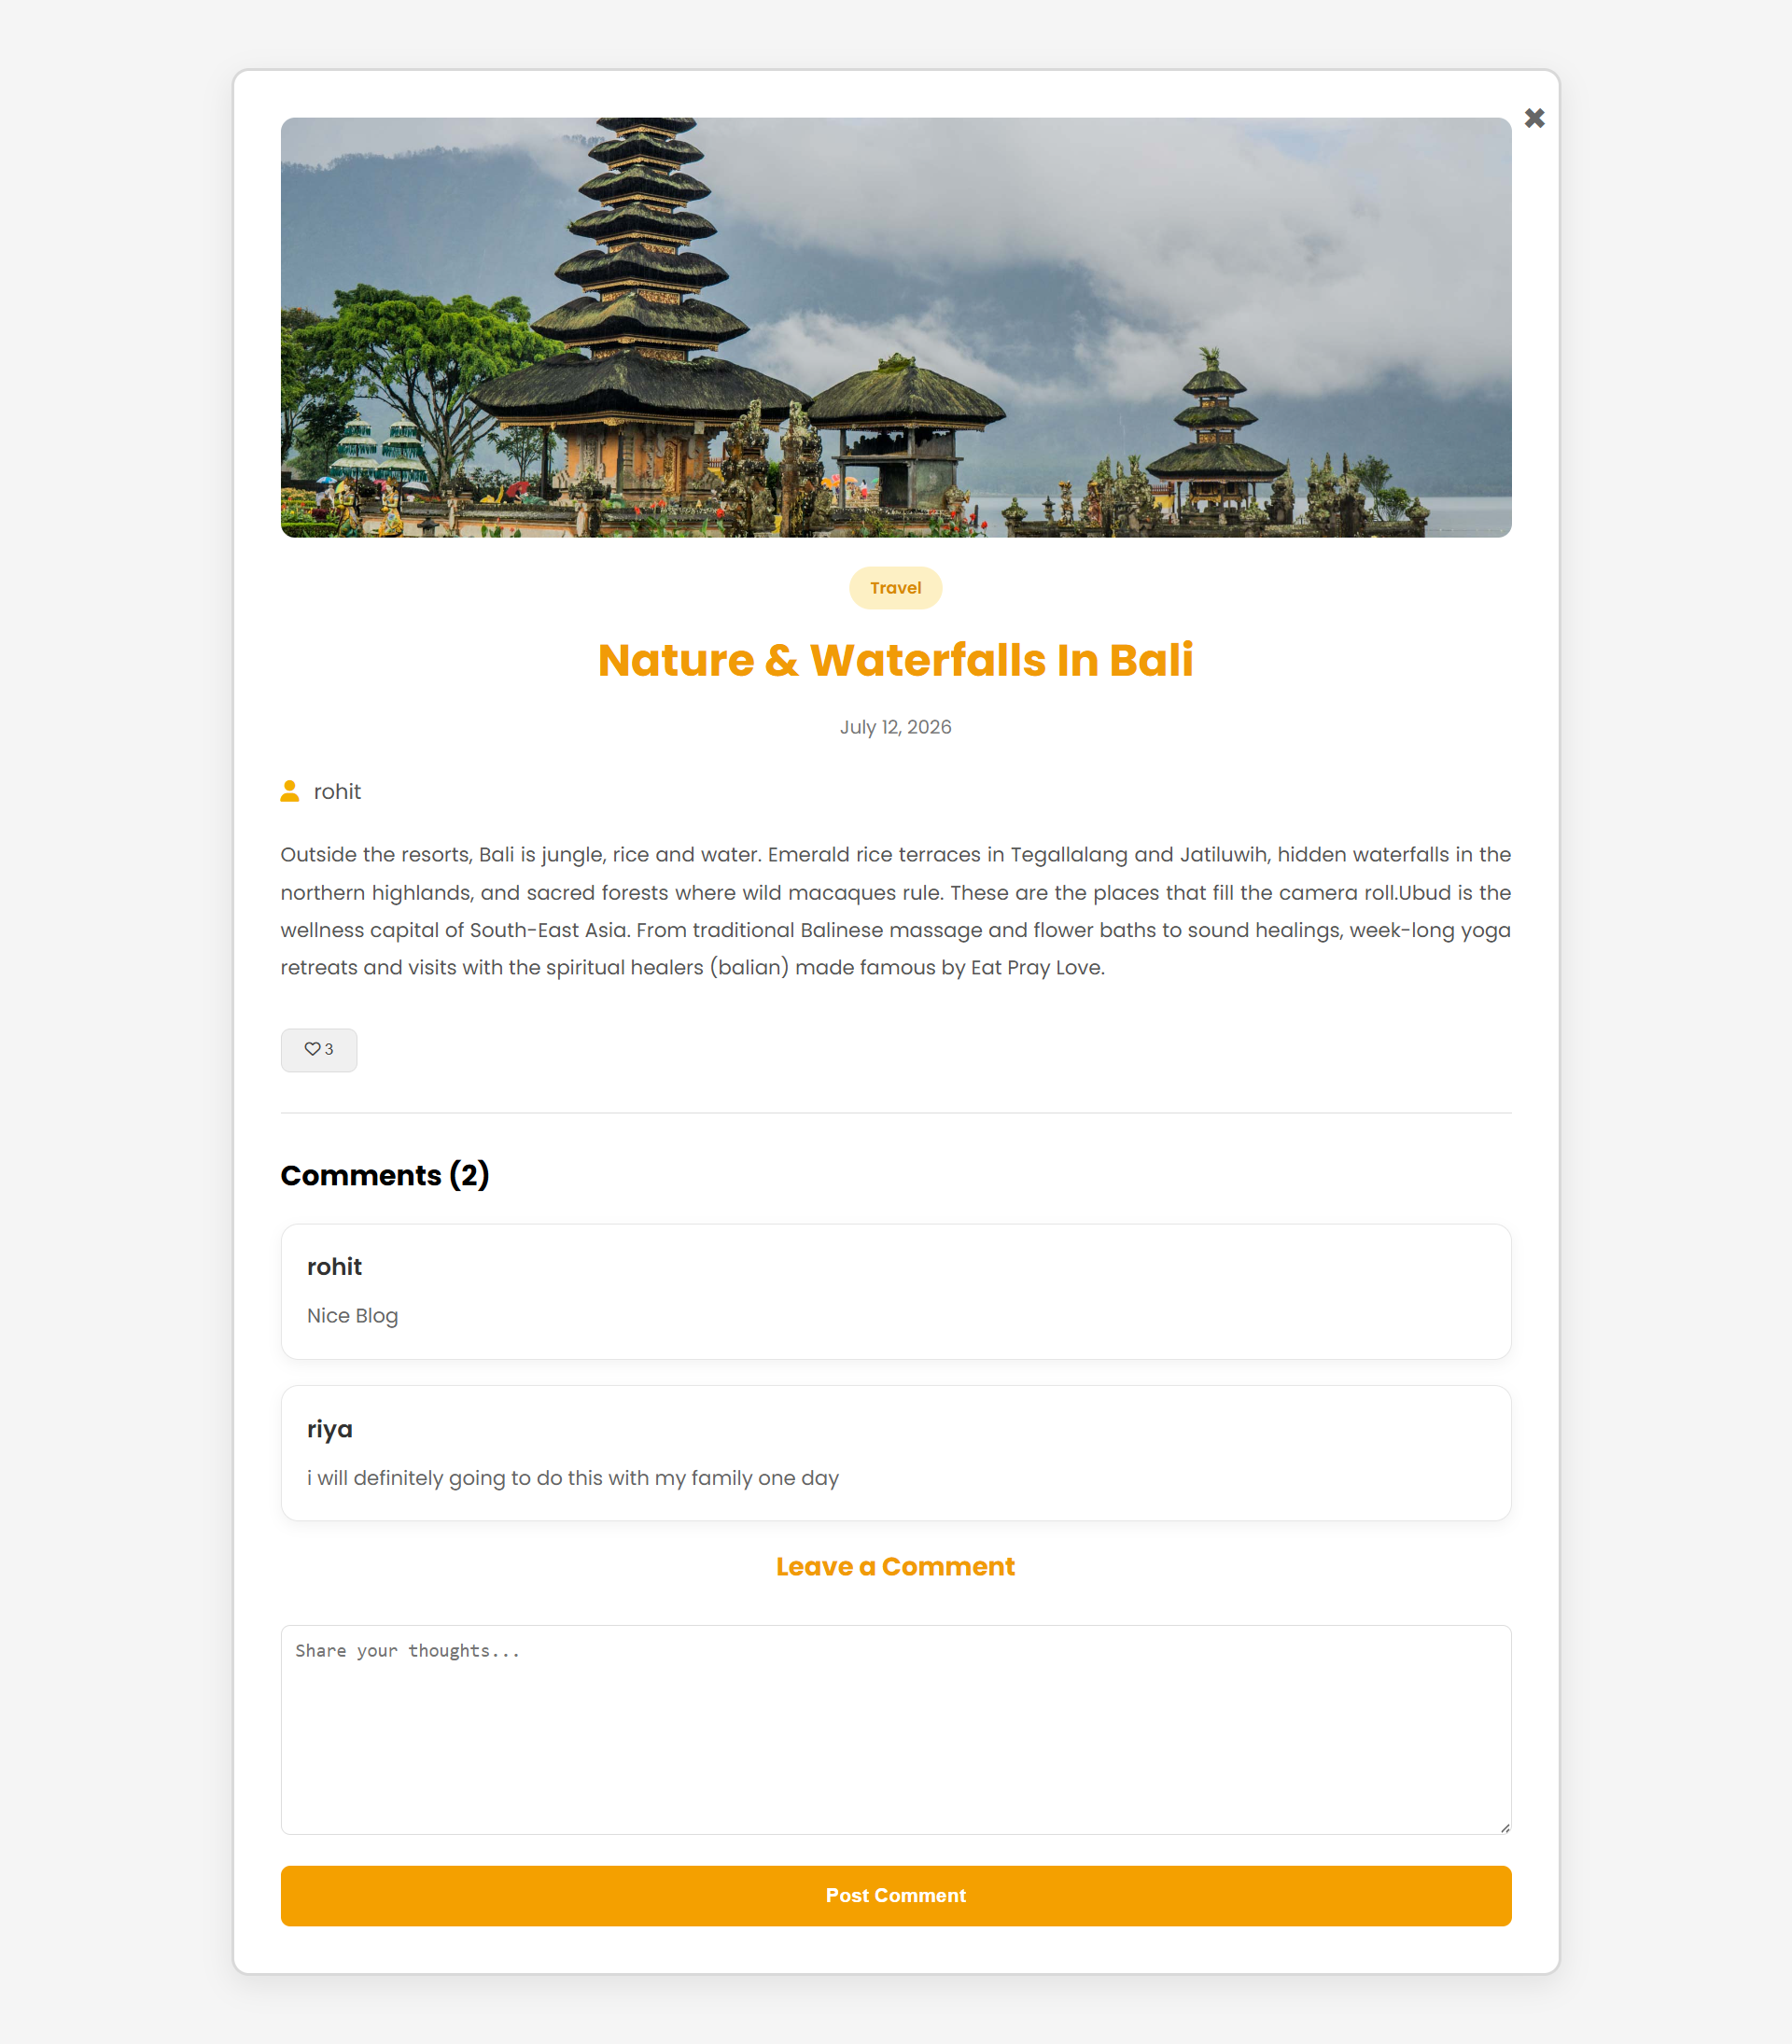 ✖
Travel
Nature & Waterfalls In Bali
July 12, 2026
rohit
Outside the resorts, Bali is jungle, rice and water. Emerald rice terraces in Tegallalang and Jatiluwih, hidden waterfalls in the
northern highlands, and sacred forests where wild macaques rule. These are the places that fill the camera roll.Ubud is the
wellness capital of South-East Asia. From traditional Balinese massage and flower baths to sound healings, week-long yoga
retreats and visits with the spiritual healers (balian) made famous by Eat Pray Love.
3
Comments (2)
rohit
Nice Blog
riya
i will definitely going to do this with my family one day
Leave a Comment
Share your thoughts...
Post Comment